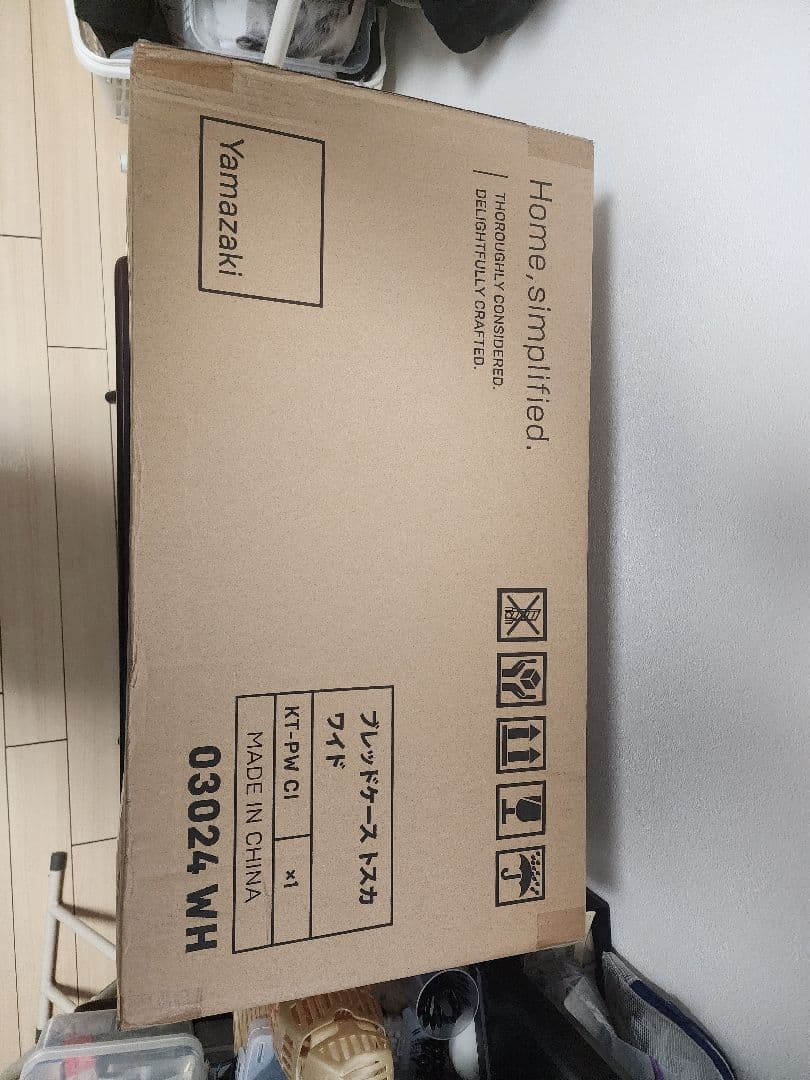 Home, simplified.
THOROUGHLY CONSIDERED.
DELIGHTFULLY CRAFTED.
Yamazaki
ブレッドケース トスカ
ワイド
KT-PW CI
×1
MADE IN CHINA
03024 WH